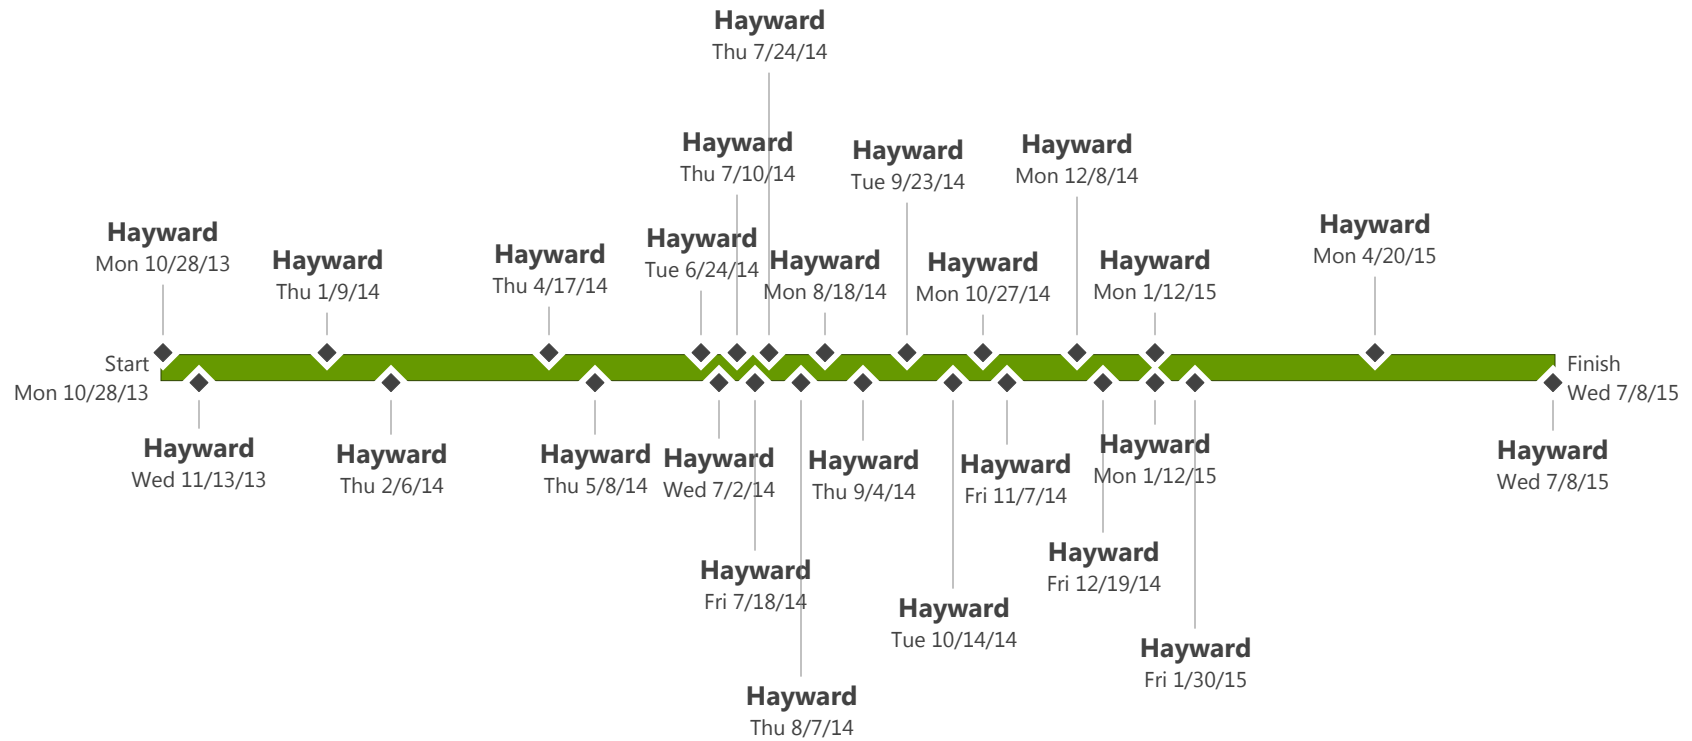 Hayward
Thu 7/24/14
Hayward
Thu 7/10/14
Hayward
Tue 9/23/14
Hayward
Mon 12/8/14
Hayward
Mon 10/28/13
Hayward
Thu 1/9/14
Hayward
Thu 4/17/14
Hayward
Tue 6/24/14
Hayward
Mon 8/18/14
Hayward
Mon 10/27/14
Hayward
Mon 1/12/15
Hayward
Mon 4/20/15
Start
Mon 10/28/13
Finish
Wed 7/8/15
Hayward
Wed 11/13/13
Hayward
Thu 2/6/14
Hayward
Thu 5/8/14
Hayward
Wed 7/2/14
Hayward
Thu 9/4/14
Hayward
Fri 11/7/14
Hayward
Mon 1/12/15
Hayward
Wed 7/8/15
Hayward
Fri 7/18/14
Hayward
Fri 12/19/14
Hayward
Tue 10/14/14
Hayward
Fri 1/30/15
Hayward
Thu 8/7/14